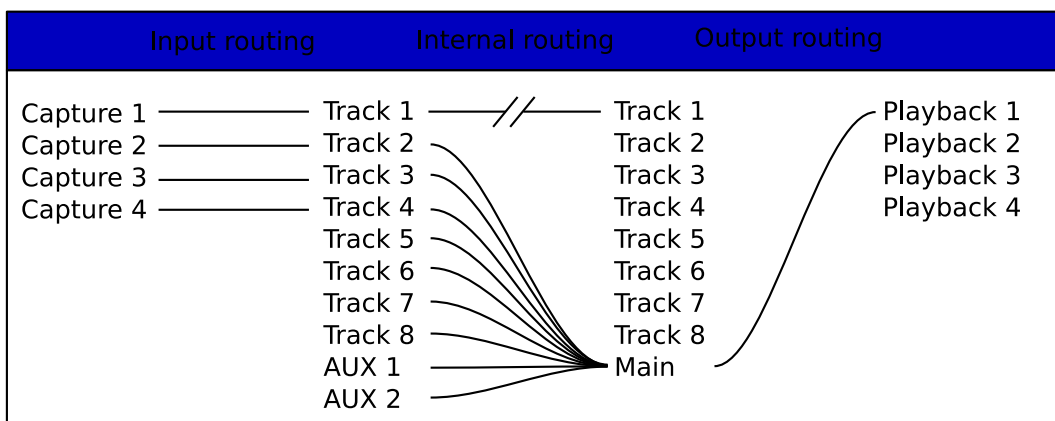 Input routing Internal routing Output routing
Capture 1 Track 1 Track 1 Playback 1
Capture 2 Track 2 Track 2 Playback 2
Capture 3 Track 3 Track 3 Playback 3
Capture 4 Track 4 Track 4 Playback 4
Track 5 Track 5
Track 6 Track 6
Track 7 Track 7
Track 8 Track 8
AUX 1 Main
AUX 2